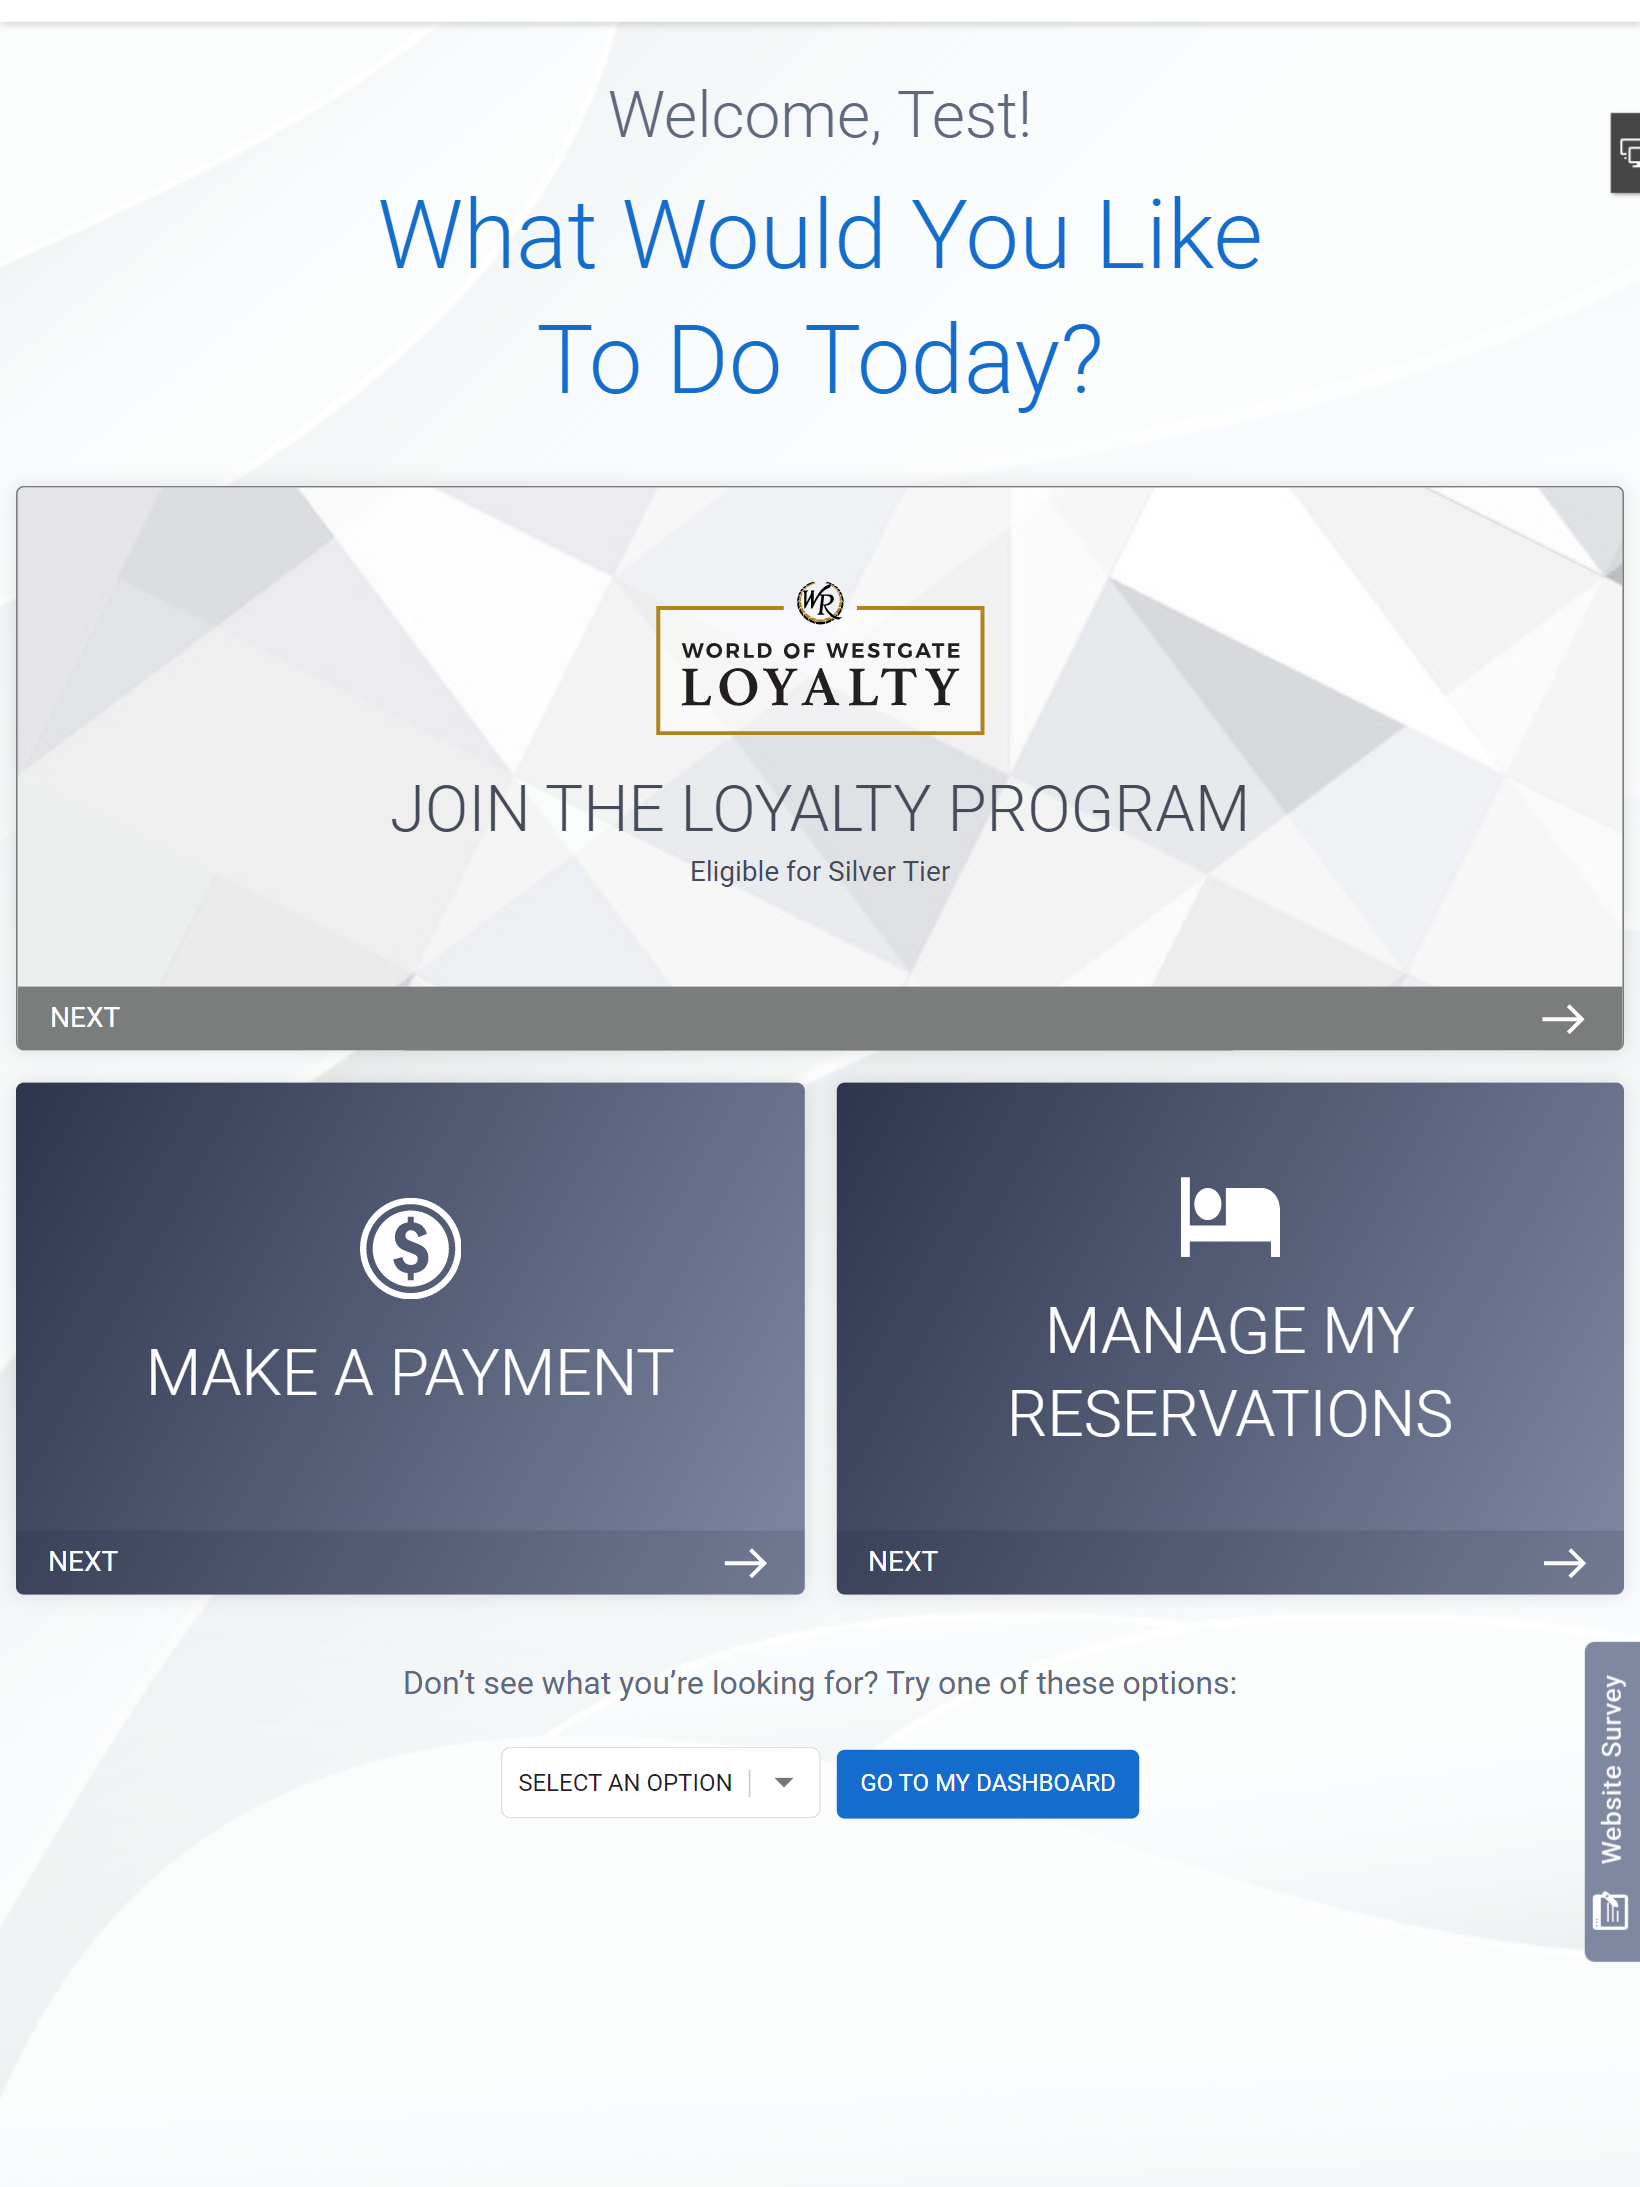 Welcome, Test!
What Would You Like
To Do Today?
WR
WORLD OF WESTGATE
LOYALTY
JOIN THE LOYALTY PROGRAM
Eligible for Silver Tier
NEXT
MAKE A PAYMENT
NEXT
MANAGE MY
RESERVATIONS
NEXT
Don’t see what you’re looking for? Try one of these options:
SELECT AN OPTION
GO TO MY DASHBOARD
Website Survey